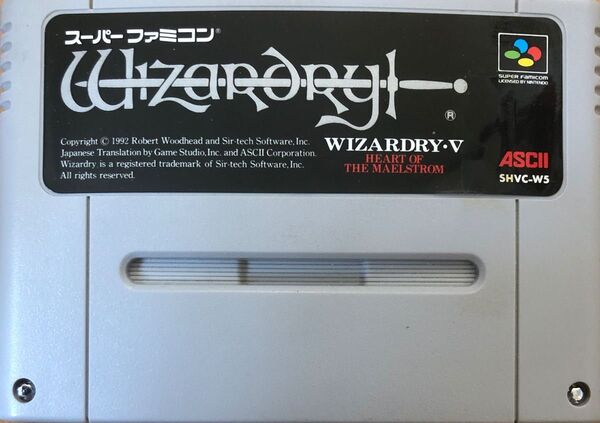 スーパーファミコン®
Wizardry ®
SUPER FAMICOM
LICENSED BY NINTENDO
Copyright © 1992 Robert Woodhead and Sir-tech Software, Inc.
Japanese Translation by Game Studio, Inc. and ASCII Corporation.
Wizardry is a registered trademark of Sir-tech Software, Inc.
All rights reserved.
WIZARDRY·V
HEART OF
THE MAELSTROM
ASCII
SHVC-W5